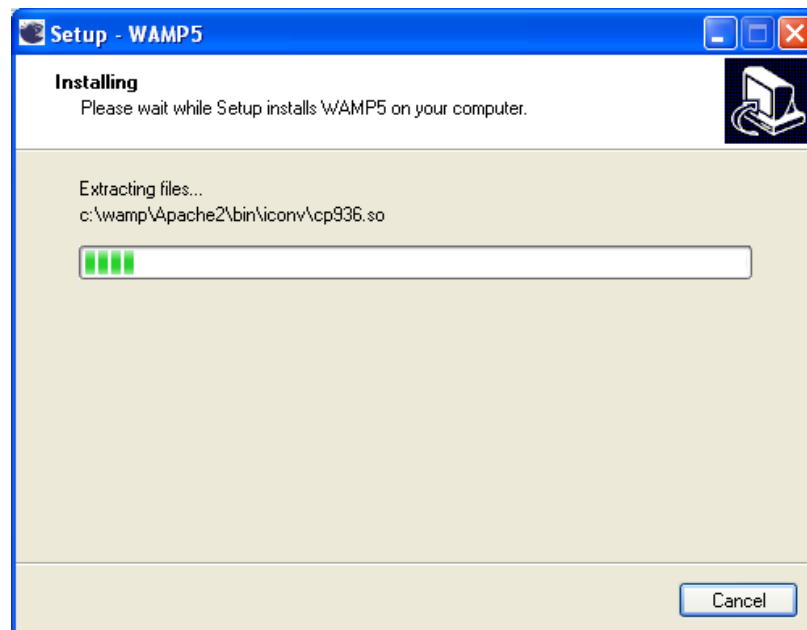 Setup - WAMP5
Installing
Please wait while Setup installs WAMP5 on your computer.
Extracting files...
c:\wamp\Apache2\bin\iconv\cp936.so
Cancel